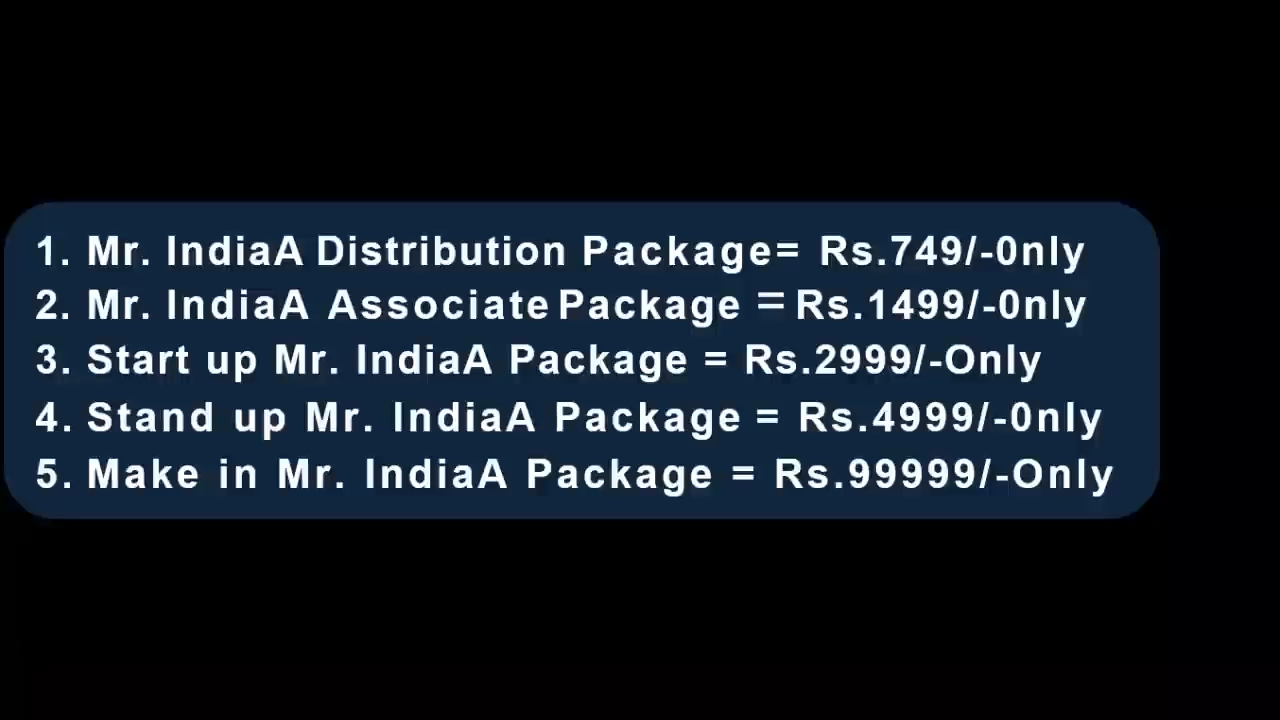 1. Mr. IndiaA Distribution Package= Rs.749/-0nly
2. Mr. IndiaA Associate Package = Rs.1499/-0nly
3. Start up Mr. IndiaA Package = Rs.2999/-Only
4. Stand up Mr. IndiaA Package = Rs.4999/-0nly
5. Make in Mr. IndiaA Package = Rs.99999/-Only